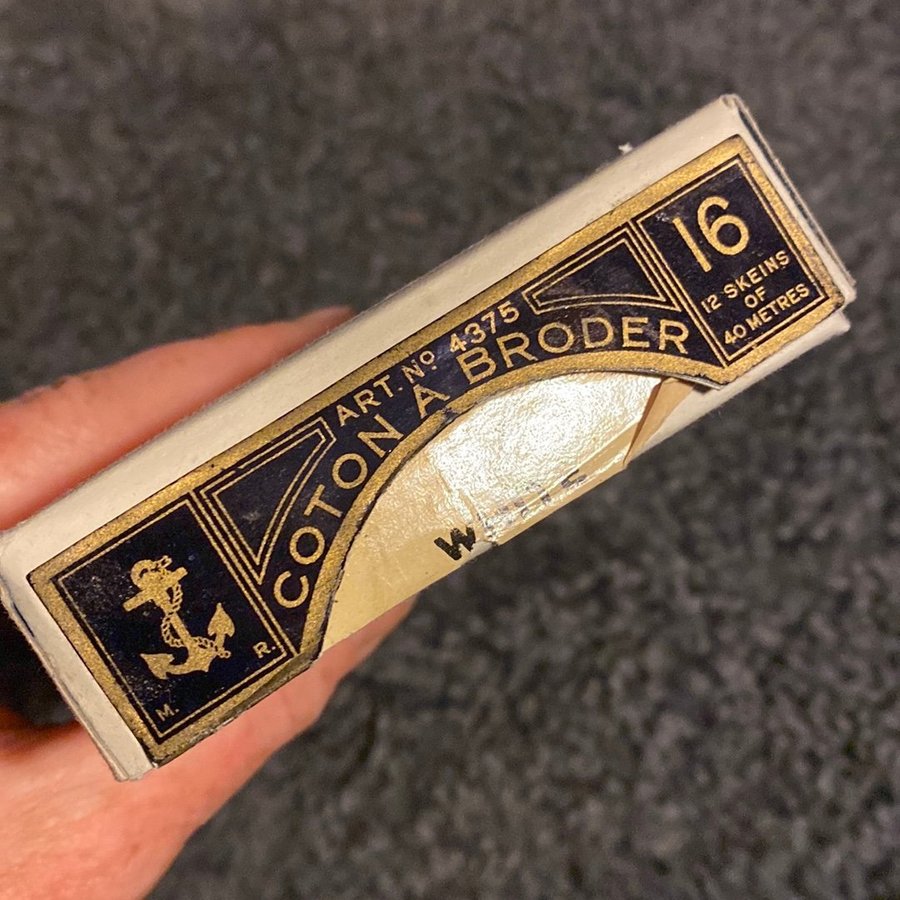 ART. No 4375
COTON A BRODER
16
12 SKEINS
OF
40 METRES
M. R.